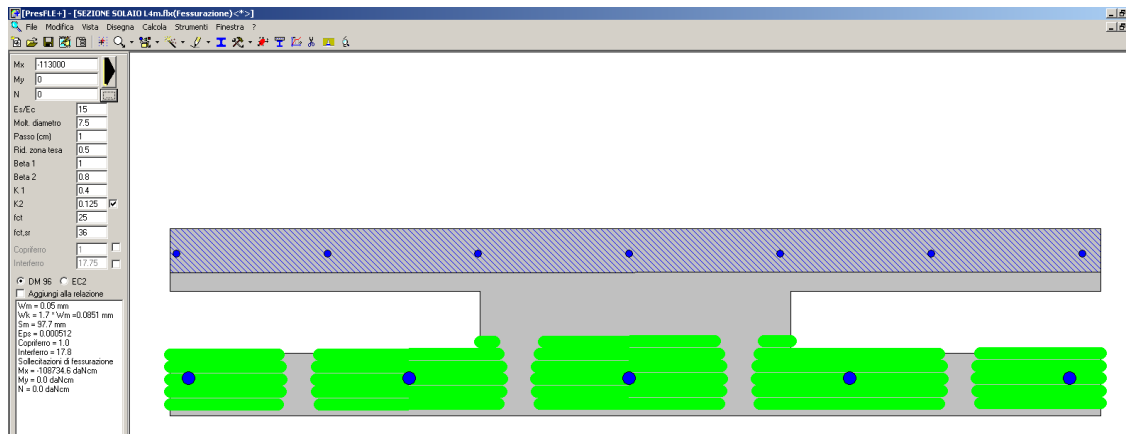 [PresFLE+] - [SEZIONE SOLAIO L4m.flx(Fessurazione)<*>]
File Modifica Vista Disegna Calcola Strumenti Finestra ?
Mx -113000
My 0
N 0
Es/Ec 15
Molt. diametro 7.5
Passo (cm) 1
Rid. zona tesa 0.5
Beta 1 1
Beta 2 0.8
K 1 0.4
K2 0.125
fct 25
fct,sr 36
Copriferro 1
Interferro 17.75
DM 96 EC2
Aggiungi alla relazione
Wm = 0.05 mm
Wk = 1.7 * Wm =0.0851 mm
Sm = 97.7 mm
Eps = 0.000512
Copriferro = 1.0
Interferro = 17.8
Sollecitazioni di fessurazione
Mx = -108734.6 daNcm
My = 0.0 daNcm
N = 0.0 daNcm